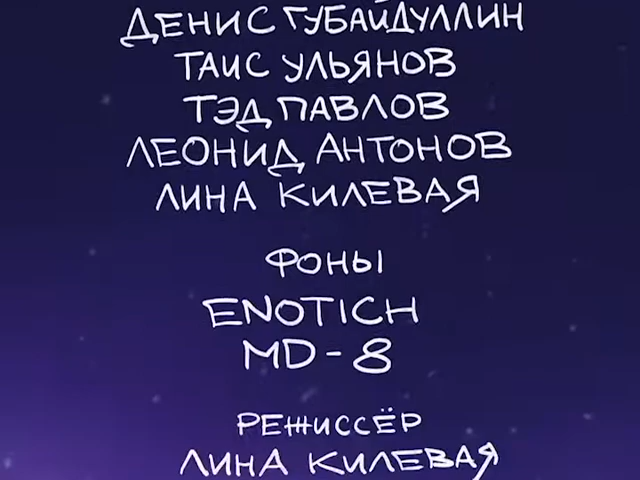 ДЕНИС ГУБАЙДУЛЛИН
ТАИС УЛЬЯНОВ
ТЭД ПАВЛОВ
ЛЕОНИД АНТОНОВ
ЛИНА КИЛЕВАЯ
ФОНЫ
ENOTICH
MD-8
РЕЖИССЁР
ЛИНА КИЛЕВАЯ